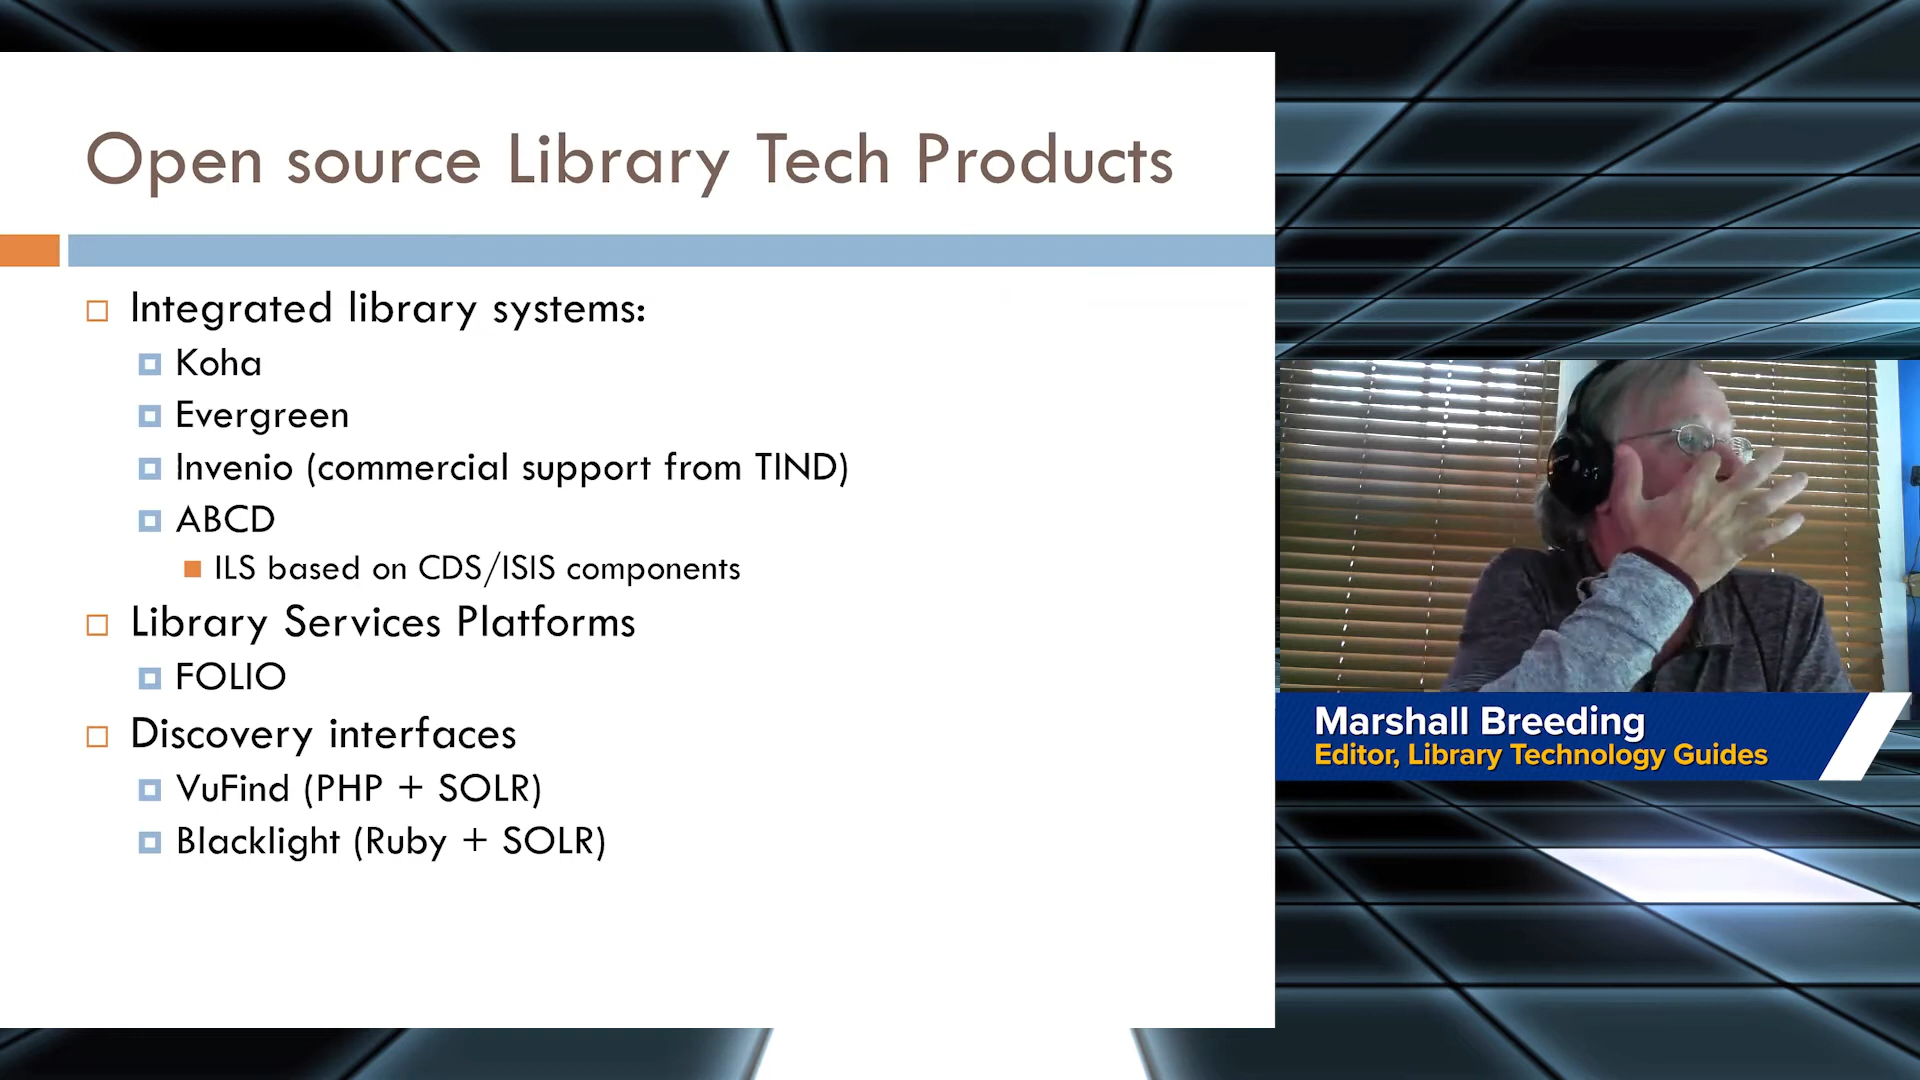 Open source Library Tech Products
Integrated library systems:
Koha
Evergreen
Invenio (commercial support from TIND)
ABCD
ILS based on CDS/ISIS components
Library Services Platforms
FOLIO
Discovery interfaces
VuFind (PHP + SOLR)
Blacklight (Ruby + SOLR)
Marshall Breeding
Editor, Library Technology Guides